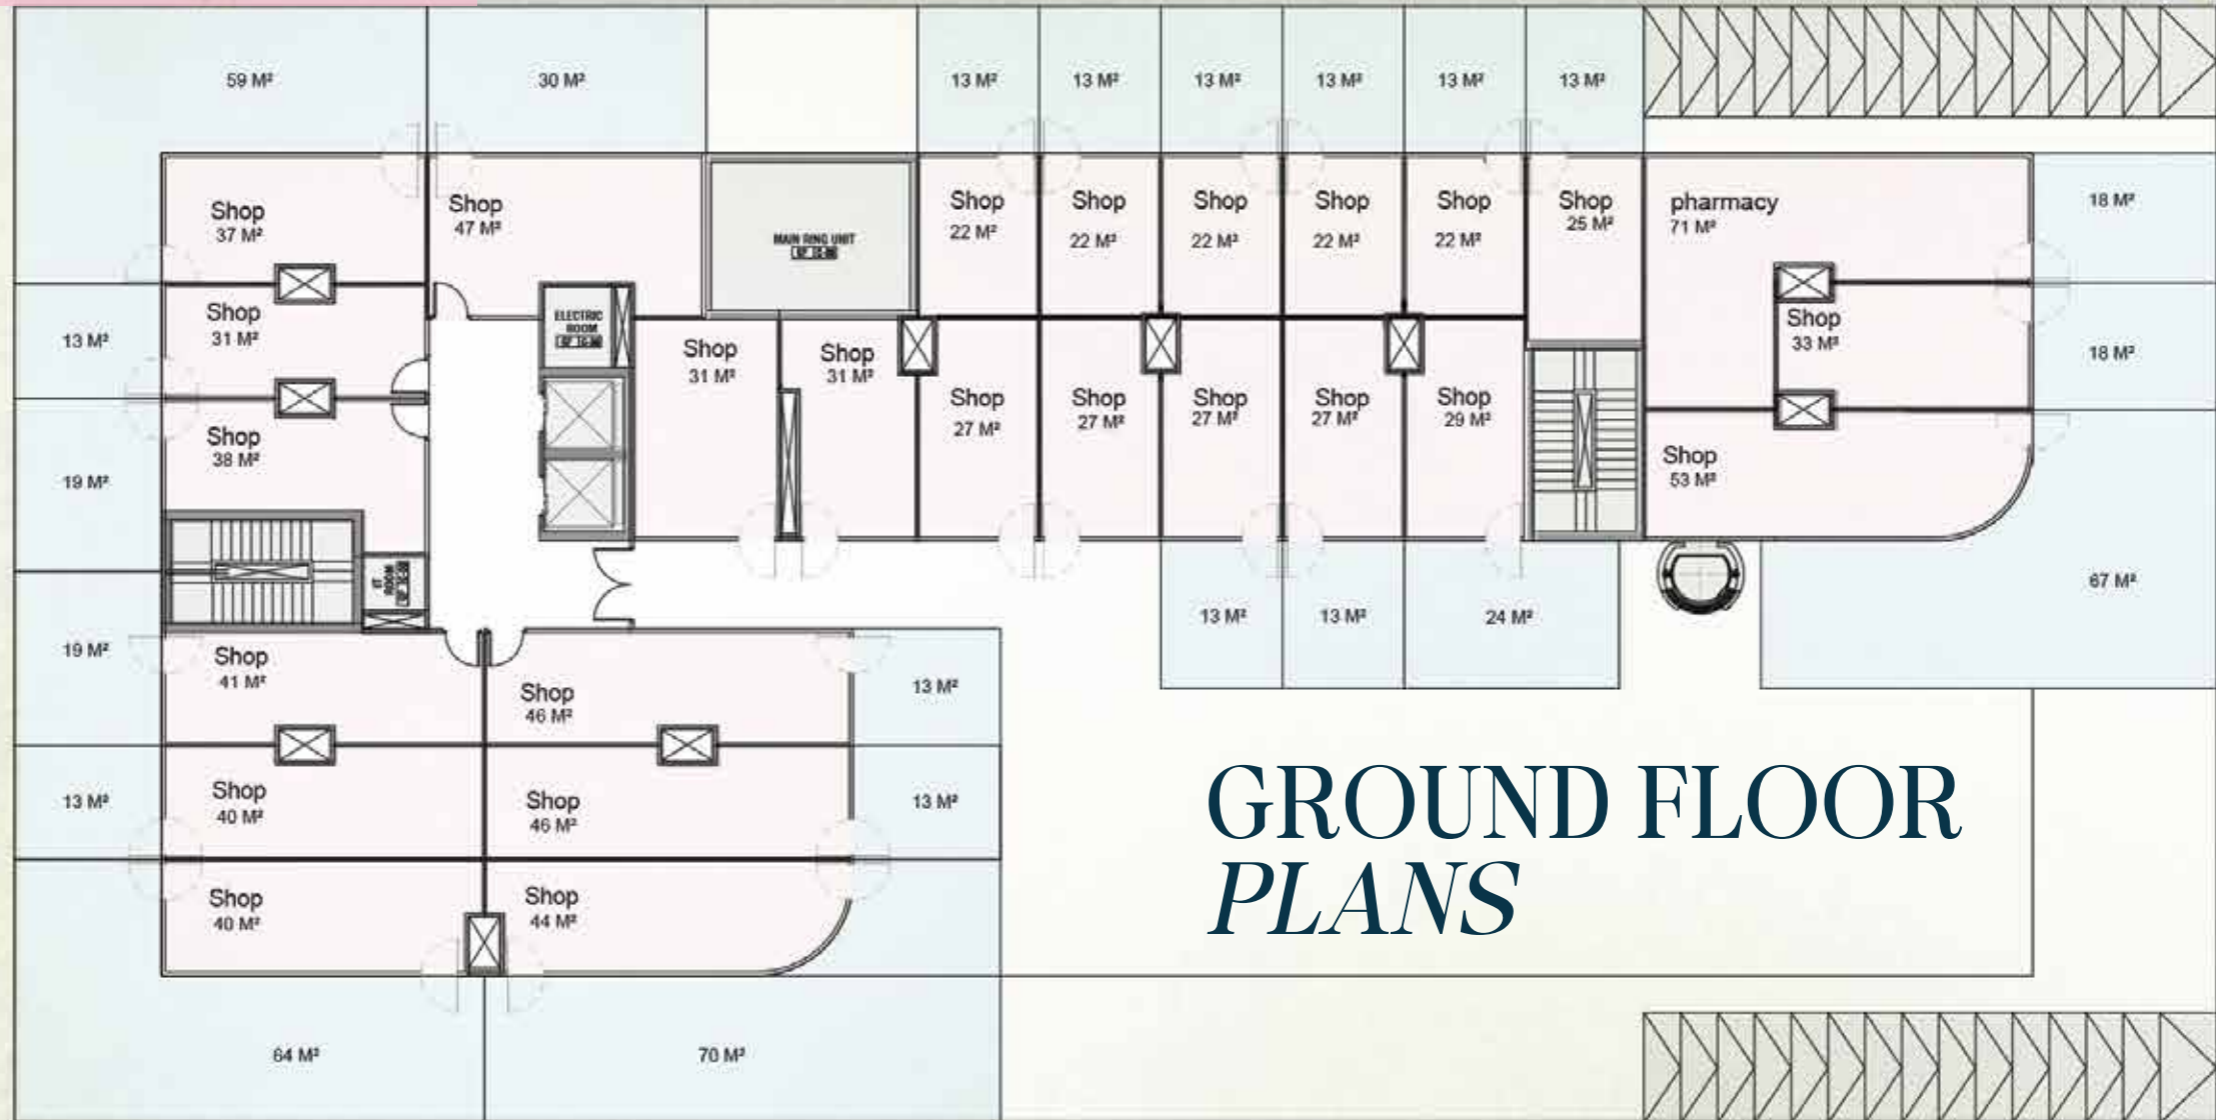 59 M²
30 M²
13 M²
13 M²
13 M²
13 M²
13 M²
13 M²
Shop
37 M²
Shop
47 M²
MAIN RING UNIT
Shop
22 M²
Shop
22 M²
Shop
22 M²
Shop
22 M²
Shop
22 M²
Shop
25 M²
pharmacy
71 M²
18 M²
13 M²
Shop
31 M²
ELECTRIC
ROOM
Shop
31 M²
Shop
31 M²
Shop
33 M²
18 M²
19 M²
Shop
38 M²
Shop
27 M²
Shop
27 M²
Shop
27 M²
Shop
27 M²
Shop
29 M²
Shop
53 M²
ROOM
67 M²
13 M²
13 M²
24 M²
19 M²
Shop
41 M²
Shop
46 M²
13 M²
13 M²
Shop
40 M²
Shop
46 M²
13 M²
GROUND FLOOR
PLANS
Shop
40 M²
Shop
44 M²
64 M²
70 M²